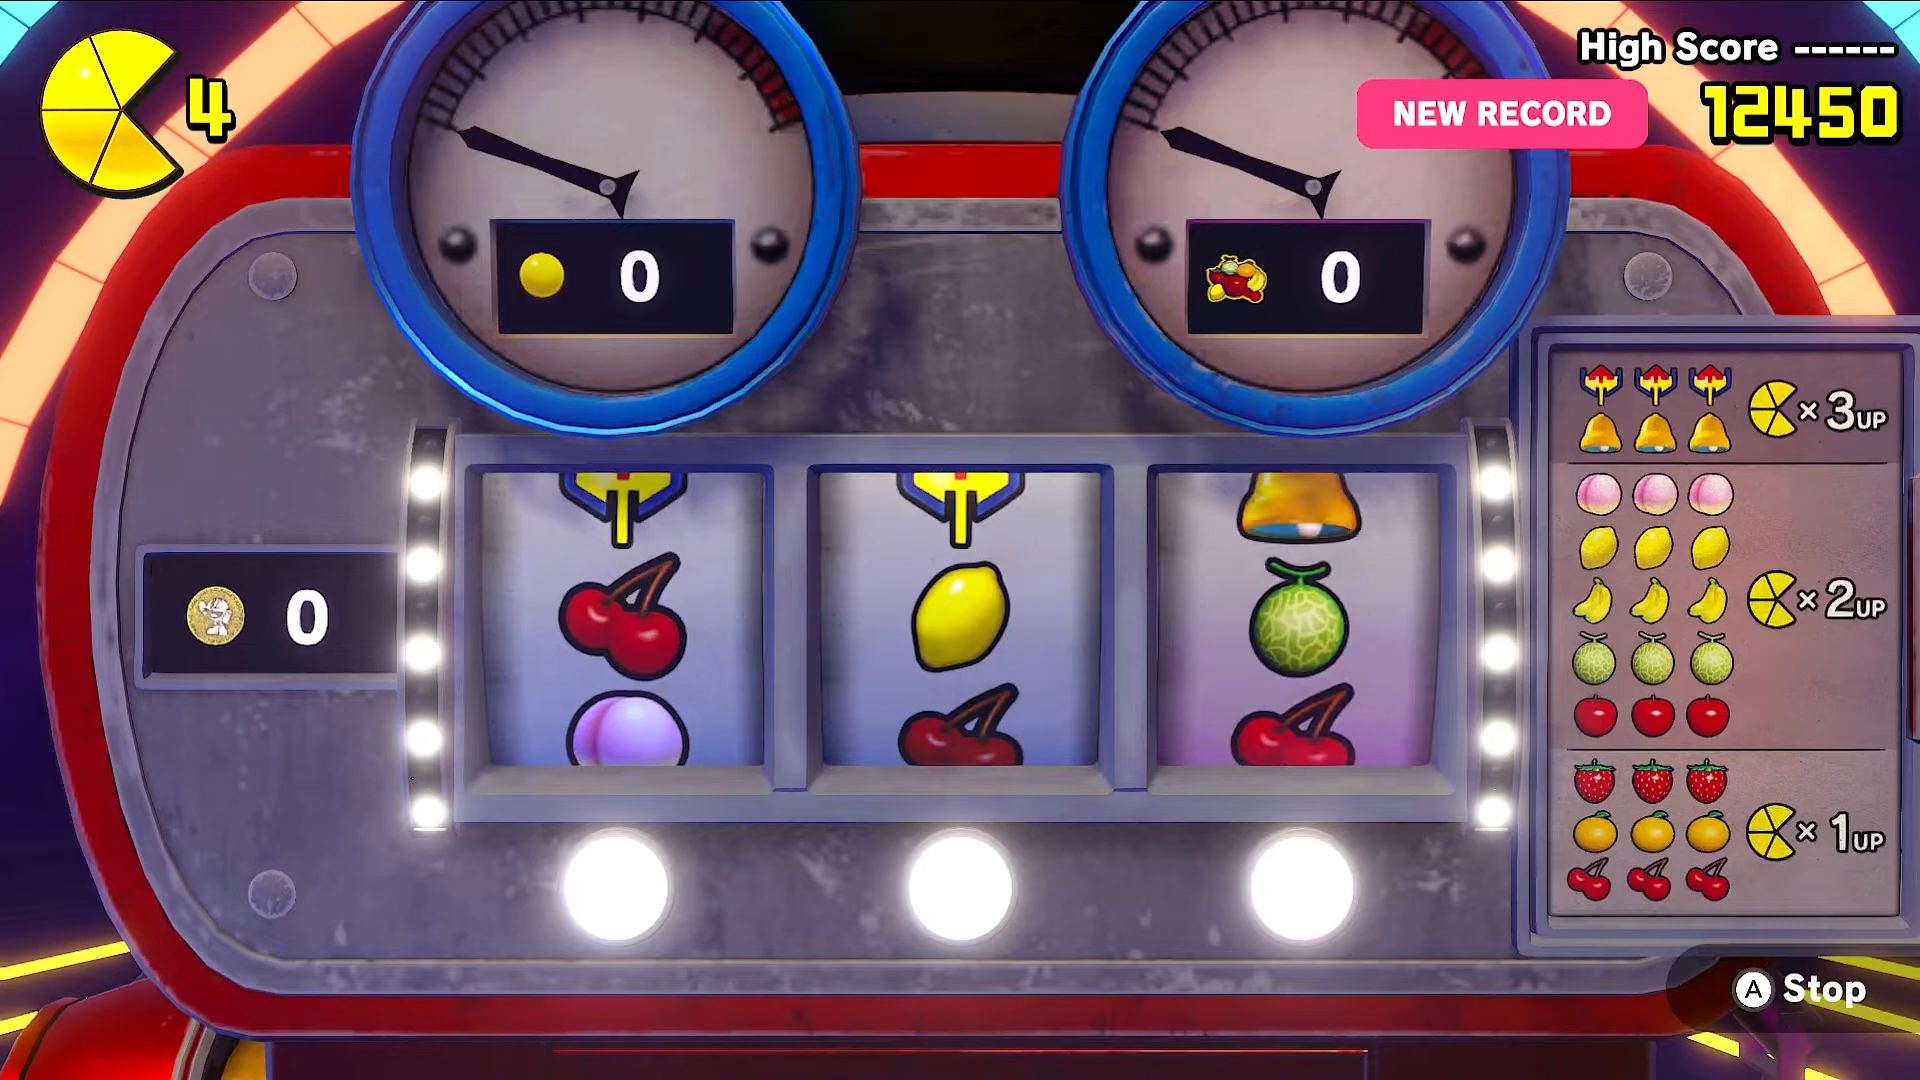 4
High Score ------
NEW RECORD
12450
0
0
0
× 3UP
× 2UP
× 1UP
A Stop